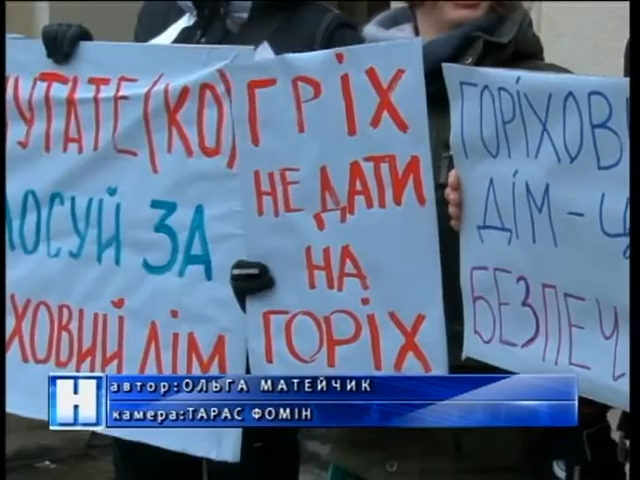 ПУТАТЕ(КО)
ЛОСУЙ ЗА
ХОВИЙ ДІМ
ГРІХ
НЕ ДАТИ
НА
ГОРІХ
ГОРІХОВ
ДІМ – Ц
БЕЗПЕЧ
Н
автор:ОЛЬГА МАТЕЙЧИК
камера:ТАРАС ФОМІН